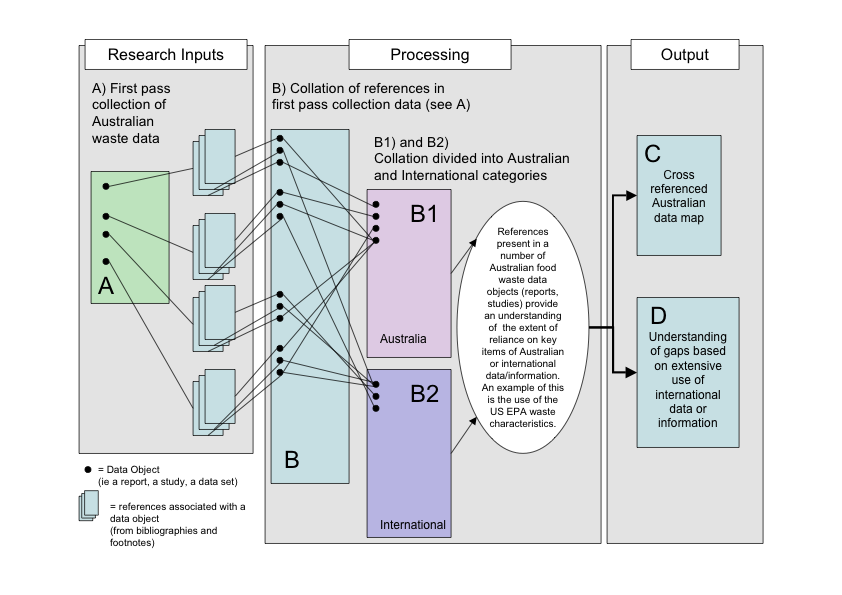 Research Inputs
Processing
Output
A) First pass
collection of
Australian
waste data
B) Collation of references in
first pass collection data (see A)
B1) and B2)
Collation divided into Australian
and International categories
A
B
B1
Australia
B2
International
References
present in a
number of
Australian food
waste data
objects (reports,
studies) provide
an understanding
of the extent of
reliance on key
items of Australian
or international
data/information.
An example of this
is the use of the
US EPA waste
characteristics.
C
Cross
referenced
Australian
data map
D
Understanding
of gaps based
on extensive
use of
international
data or
information
= Data Object
(ie a report, a study, a data set)
= references associated with a
data object
(from bibliographies and
footnotes)